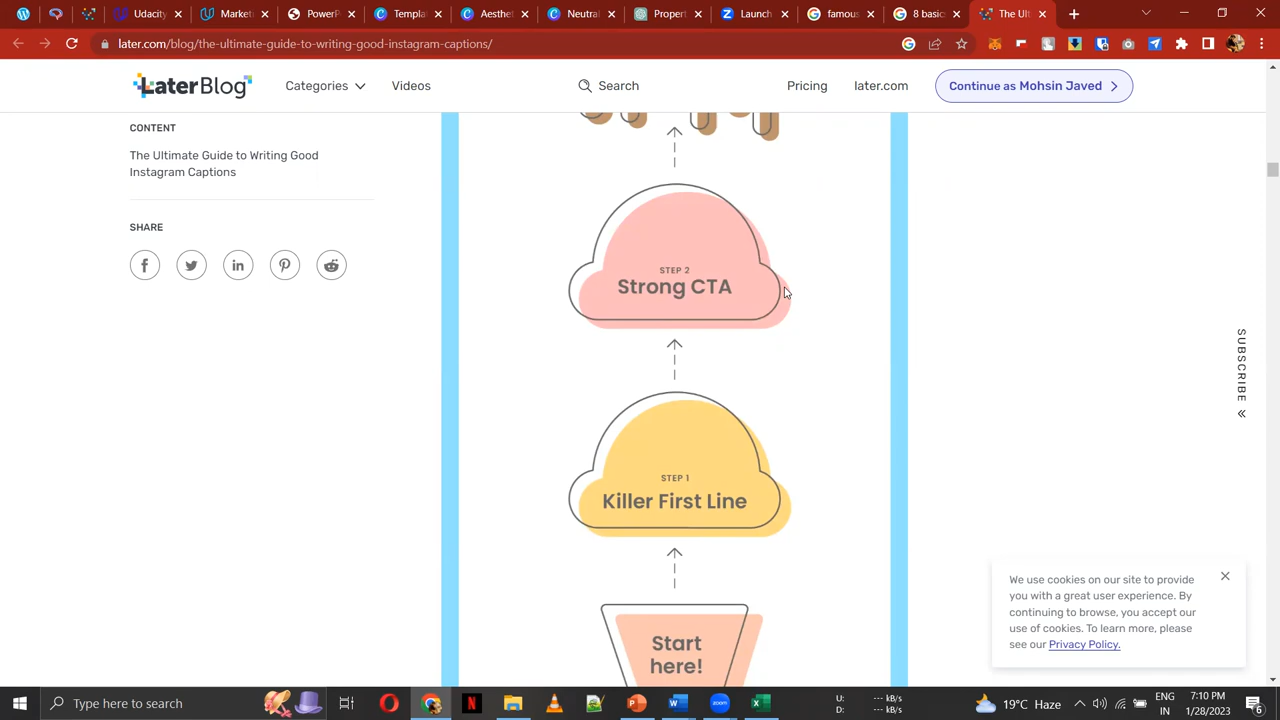 Udacity
Market
PowerP
Templat
Aesthe
Neutral
Propert
Launch
famous
8 basic
The Ult
later.com/blog/the-ultimate-guide-to-writing-good-instagram-captions/
LaterBlog
Categories
Videos
Search
Pricing
later.com
Continue as Mohsin Javed
CONTENT
The Ultimate Guide to Writing Good
Instagram Captions
SHARE
STEP 2
Strong CTA
STEP 1
Killer First Line
Start
here!
SUBSCRIBE
We use cookies on our site to provide
you with a great user experience. By
continuing to browse, you accept our
use of cookies. To learn more, please
see our Privacy Policy.
Type here to search
U:
D:
--- kB/s
--- kB/s
19°C Haze
ENG
IN
7:10 PM
1/28/2023
6